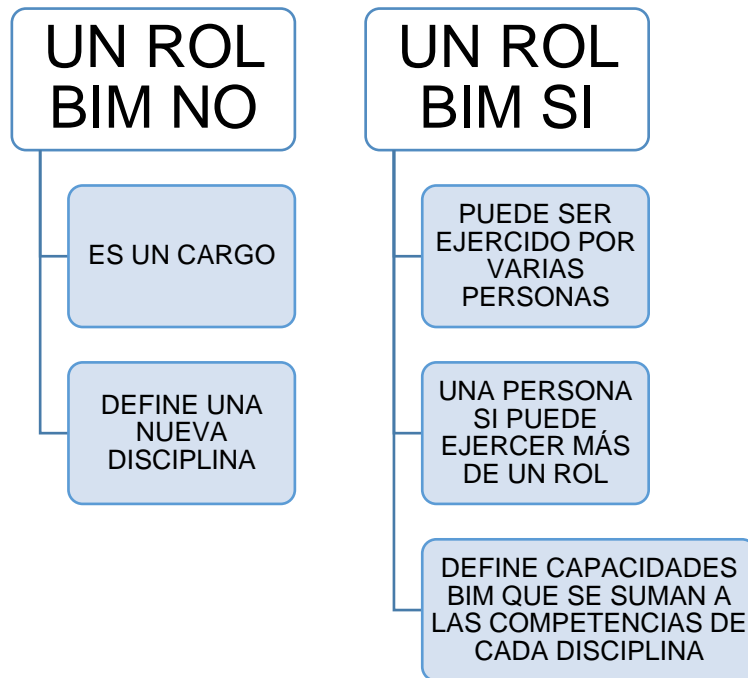 UN ROL
BIM NO
ES UN CARGO
DEFINE UNA
NUEVA
DISCIPLINA
UN ROL
BIM SI
PUEDE SER
EJERCIDO POR
VARIAS
PERSONAS
UNA PERSONA
SI PUEDE
EJERCER MÁS
DE UN ROL
DEFINE CAPACIDADES
BIM QUE SE SUMAN A
LAS COMPETENCIAS DE
CADA DISCIPLINA